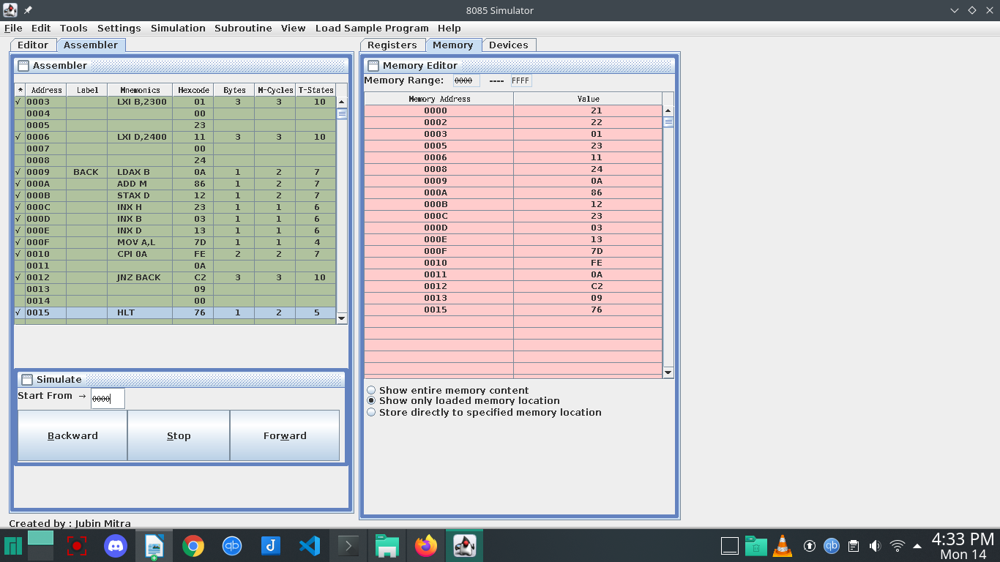 8085 Simulator
File Edit Tools Settings Simulation Subroutine View Load Sample Program Help
Editor Assembler
Assembler
* Address Label Mnemonics Hexcode Bytes M-Cycles T-States
√ 0003 LXI B,2300 01 3 3 10
0004 00
0005 23
√ 0006 LXI D,2400 11 3 3 10
0007 00
0008 24
√ 0009 BACK LDAX B 0A 1 2 7
√ 000A ADD M 86 1 2 7
√ 000B STAX D 12 1 2 7
√ 000C INX H 23 1 1 6
√ 000D INX B 03 1 1 6
√ 000E INX D 13 1 1 6
√ 000F MOV A,L 7D 1 1 4
√ 0010 CPI 0A FE 2 2 7
0011 0A
√ 0012 JNZ BACK C2 3 3 10
0013 09
0014 00
√ 0015 HLT 76 1 2 5
Simulate
Start From → 0000
Backward Stop Forward
Created by : Jubin Mitra
Registers Memory Devices
Memory Editor
Memory Range: 0000 ---- FFFF
Memory Address Value
0000 21
0002 22
0003 01
0005 23
0006 11
0008 24
0009 0A
000A 86
000B 12
000C 23
000D 03
000E 13
000F 7D
0010 FE
0011 0A
0012 C2
0013 09
0015 76
Show entire memory content
Show only loaded memory location
Store directly to specified memory location
qb
J
qb
4:33 PM
Mon 14